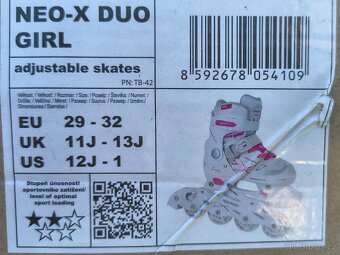 NEO-X DUO
GIRL
adjustable skates
PN: TB-42
8 592678 054109
EU 29 - 32
UK 11J - 13J
US 12J - 1
Stupeň únosnosti
sportovního zatížení/
level of optimal
sport loading